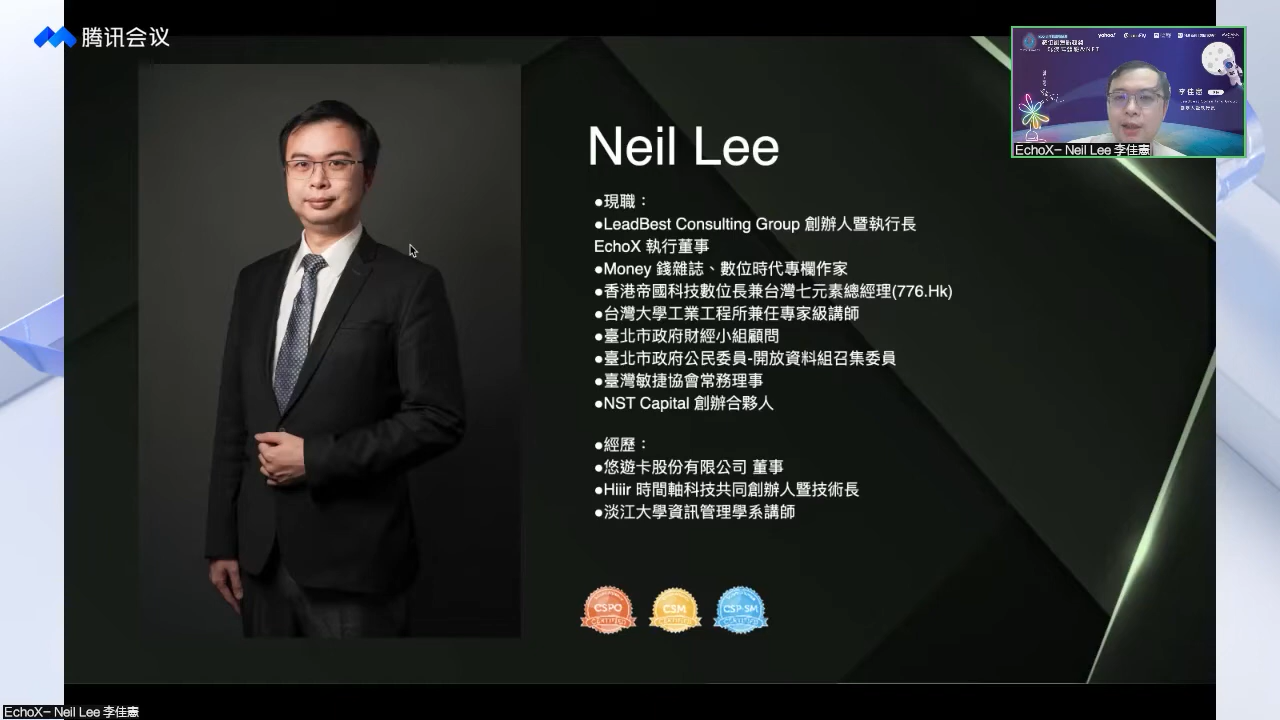 腾讯会议
Neil Lee
●現職：
●LeadBest Consulting Group 創辦人暨執行長
EchoX 執行董事
●Money 錢雜誌、數位時代專欄作家
●香港帝國科技數位長兼台灣七元素總經理(776.Hk)
●台灣大學工業工程所兼任專家級講師
●臺北市政府財經小組顧問
●臺北市政府公民委員-開放資料組召集委員
●臺灣敏捷協會常務理事
●NST Capital 創辦合夥人
●經歷：
●悠遊卡股份有限公司 董事
●Hiiir 時間軸科技共同創辦人暨技術長
●淡江大學資訊管理學系講師
CSPO
CERTIFIED
CSM
CERTIFIED
CSP-SM
CERTIFIED
yahoo!
李佳憲
EchoX- Neil Lee 李佳憲
EchoX- Neil Lee 李佳憲